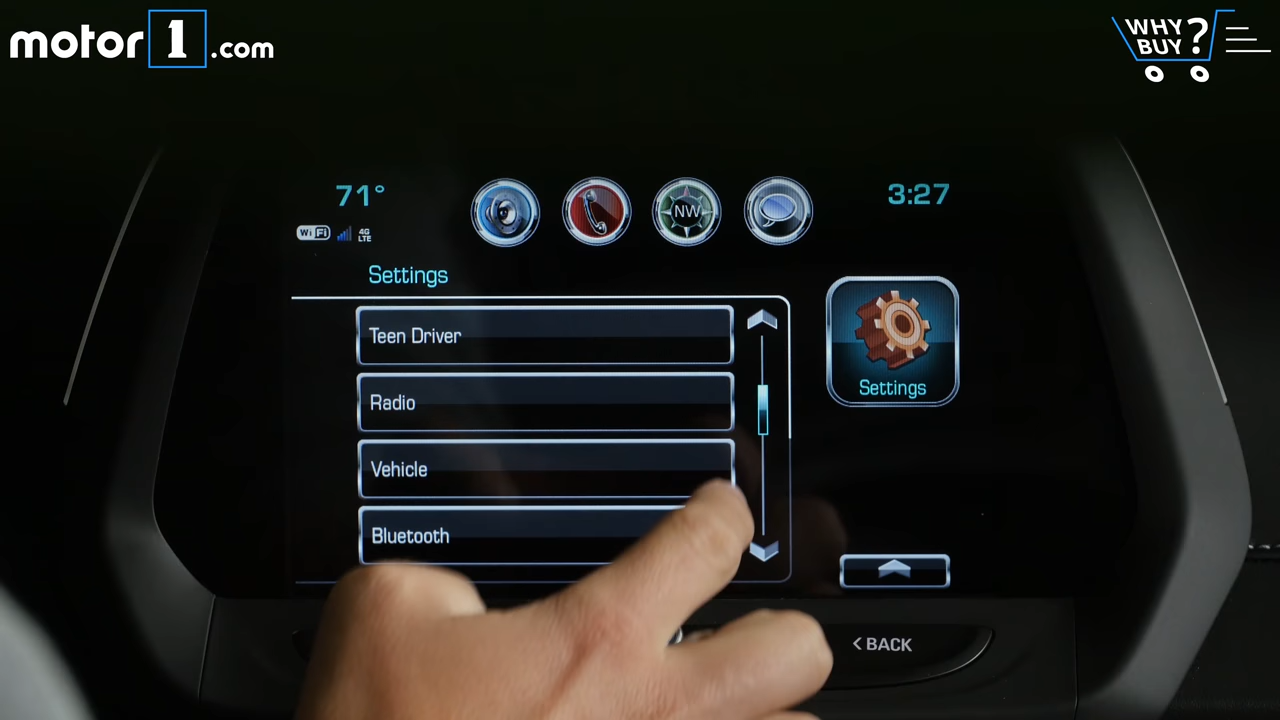 motor1.com
WHY BUY?
71°
3:27
WiFi 4G LTE
NW
Settings
Teen Driver
Radio
Vehicle
Bluetooth
Settings
< BACK